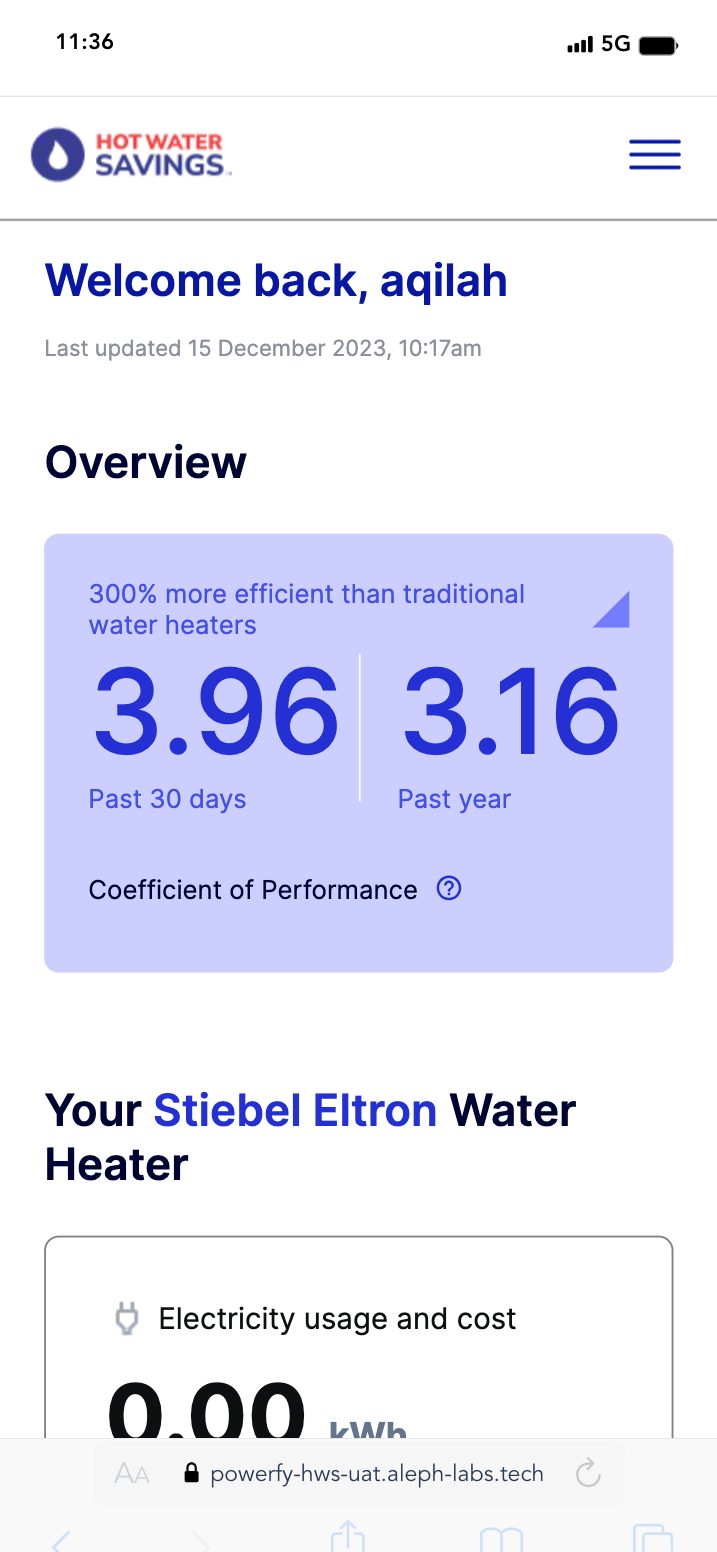 11:36
5G
HOT WATER
SAVINGS
Welcome back, aqilah
Last updated 15 December 2023, 10:17am
Overview
300% more efficient than traditional
water heaters
3.96
3.16
Past 30 days
Past year
Coefficient of Performance ?
Your Stiebel Eltron Water
Heater
Electricity usage and cost
0.00 kWh
AA powerfy-hws-uat.aleph-labs.tech